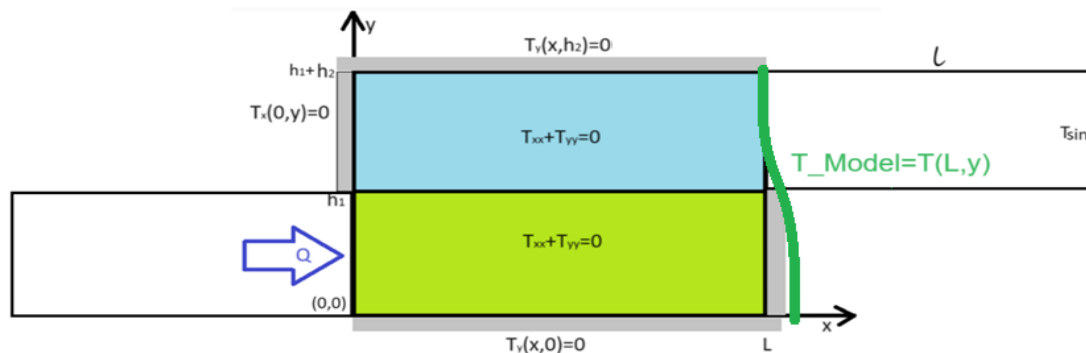 y
Tᵧ(x,h₂)=0
h₁+h₂
L
Tₓ(0,y)=0
Tₓₓ+Tᵧᵧ=0
Tsin
T_Model=T(L,y)
h₁
Tₓₓ+Tᵧᵧ=0
Q
(0,0)
x
Tᵧ(x,0)=0
L